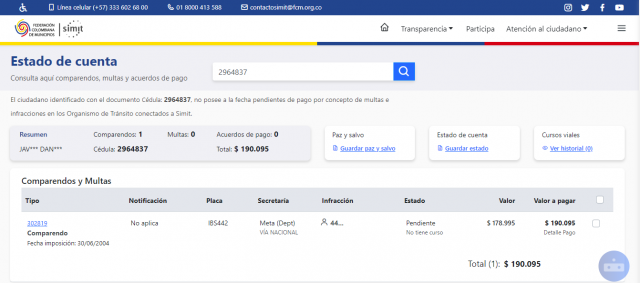 Línea celular (+57) 333 602 68 00 01 8000 413 588 contactosimit@fcm.org.co
FEDERACIÓN
COLOMBIANA
DE MUNICIPIOS
simit
Transparencia Participa Atención al ciudadano
Estado de cuenta
Consulta aquí comparendos, multas y acuerdos de pago
2964837
El ciudadano identificado con el documento Cédula: 2964837, no posee a la fecha pendientes de pago por concepto de multas e
infracciones en los Organismo de Tránsito conectados a Simit.
Resumen Comparendos: 1 Multas: 0 Acuerdos de pago: 0
JAV*** DAN*** Cédula: 2964837 Total: $ 190.095
Paz y salvo
Guardar paz y salvo
Estado de cuenta
Guardar estado
Cursos viales
Ver historial (0)
Comparendos y Multas
Tipo Notificación Placa Secretaría Infracción Estado Valor Valor a pagar
302819 No aplica IBS442 Meta (Dept) 44... Pendiente $ 178.995 $ 190.095
Comparendo VÍA NACIONAL No tiene curso Detalle Pago
Fecha imposición: 30/06/2004
Total (1): $ 190.095